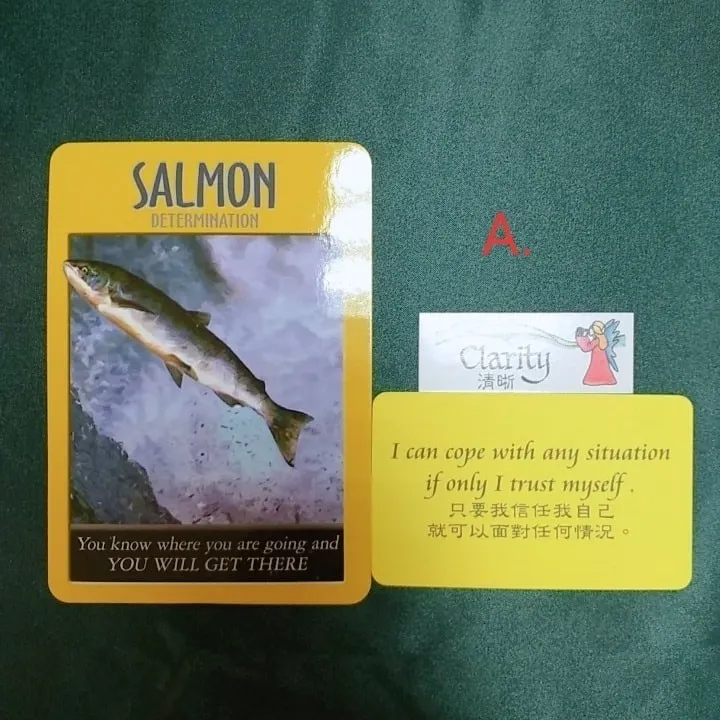 SALMON
DETERMINATION
You know where you are going and
YOU WILL GET THERE
A.
Clarity
清晰
I can cope with any situation
if only I trust myself.
只要我信任我自己
就可以面對任何情況。